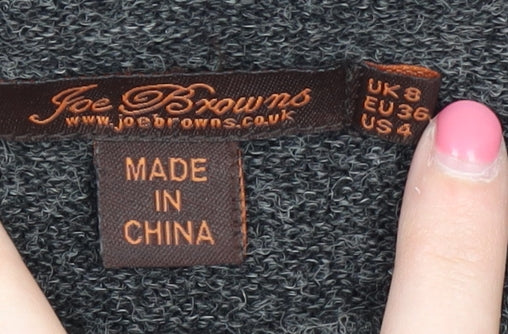 Joe Browns
www.joebrowns.co.uk
UK 8
EU 36
US 4
MADE
IN
CHINA